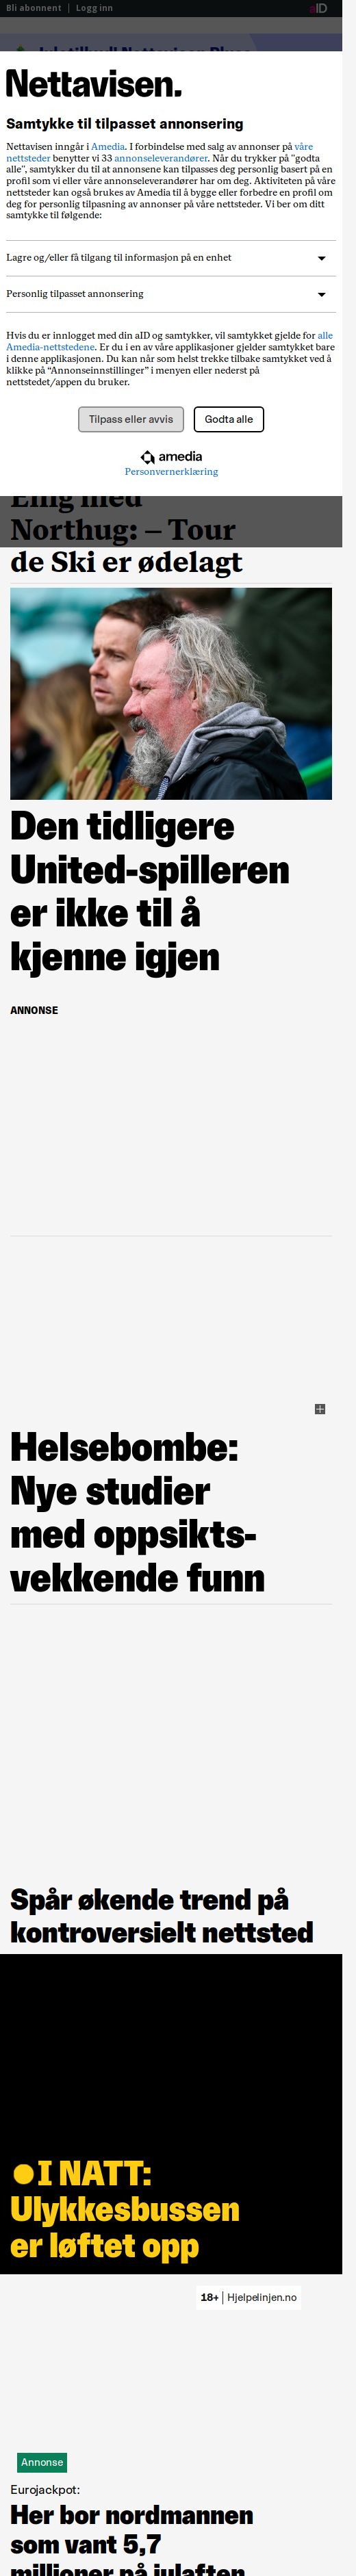 Bli abonnent | Logg inn
aID
Nettavisen.
Samtykke til tilpasset annonsering
Nettavisen inngår i Amedia. I forbindelse med salg av annonser på våre
nettsteder benytter vi 33 annonseleverandører. Når du trykker på "godta
alle", samtykker du til at annonsene kan tilpasses deg personlig basert på en
profil som vi eller våre annonseleverandører har om deg. Aktiviteten på våre
nettsteder kan også brukes av Amedia til å bygge eller forbedre en profil om
deg for personlig tilpasning av annonser på våre nettsteder. Vi ber om ditt
samtykke til følgende:
Lagre og/eller få tilgang til informasjon på en enhet
Personlig tilpasset annonsering
Hvis du er innlogget med din aID og samtykker, vil samtykket gjelde for alle
Amedia-nettstedene. Er du i en av våre applikasjoner gjelder samtykket bare
i denne applikasjonen. Du kan når som helst trekke tilbake samtykket ved å
klikke på “Annonseinnstillinger” i menyen eller nederst på
nettstedet/appen du bruker.
Tilpass eller avvis
Godta alle
amedia
Personvernerklæring
Enig med
Northug: – Tour
de Ski er ødelagt
Den tidligere
United-spilleren
er ikke til å
kjenne igjen
ANNONSE
Helsebombe:
Nye studier
med oppsikts-
vekkende funn
Spår økende trend på
kontroversielt nettsted
I NATT:
Ulykkesbussen
er løftet opp
18+ | Hjelpelinjen.no
Annonse
Eurojackpot:
Her bor nordmannen
som vant 5,7
millioner på julaften